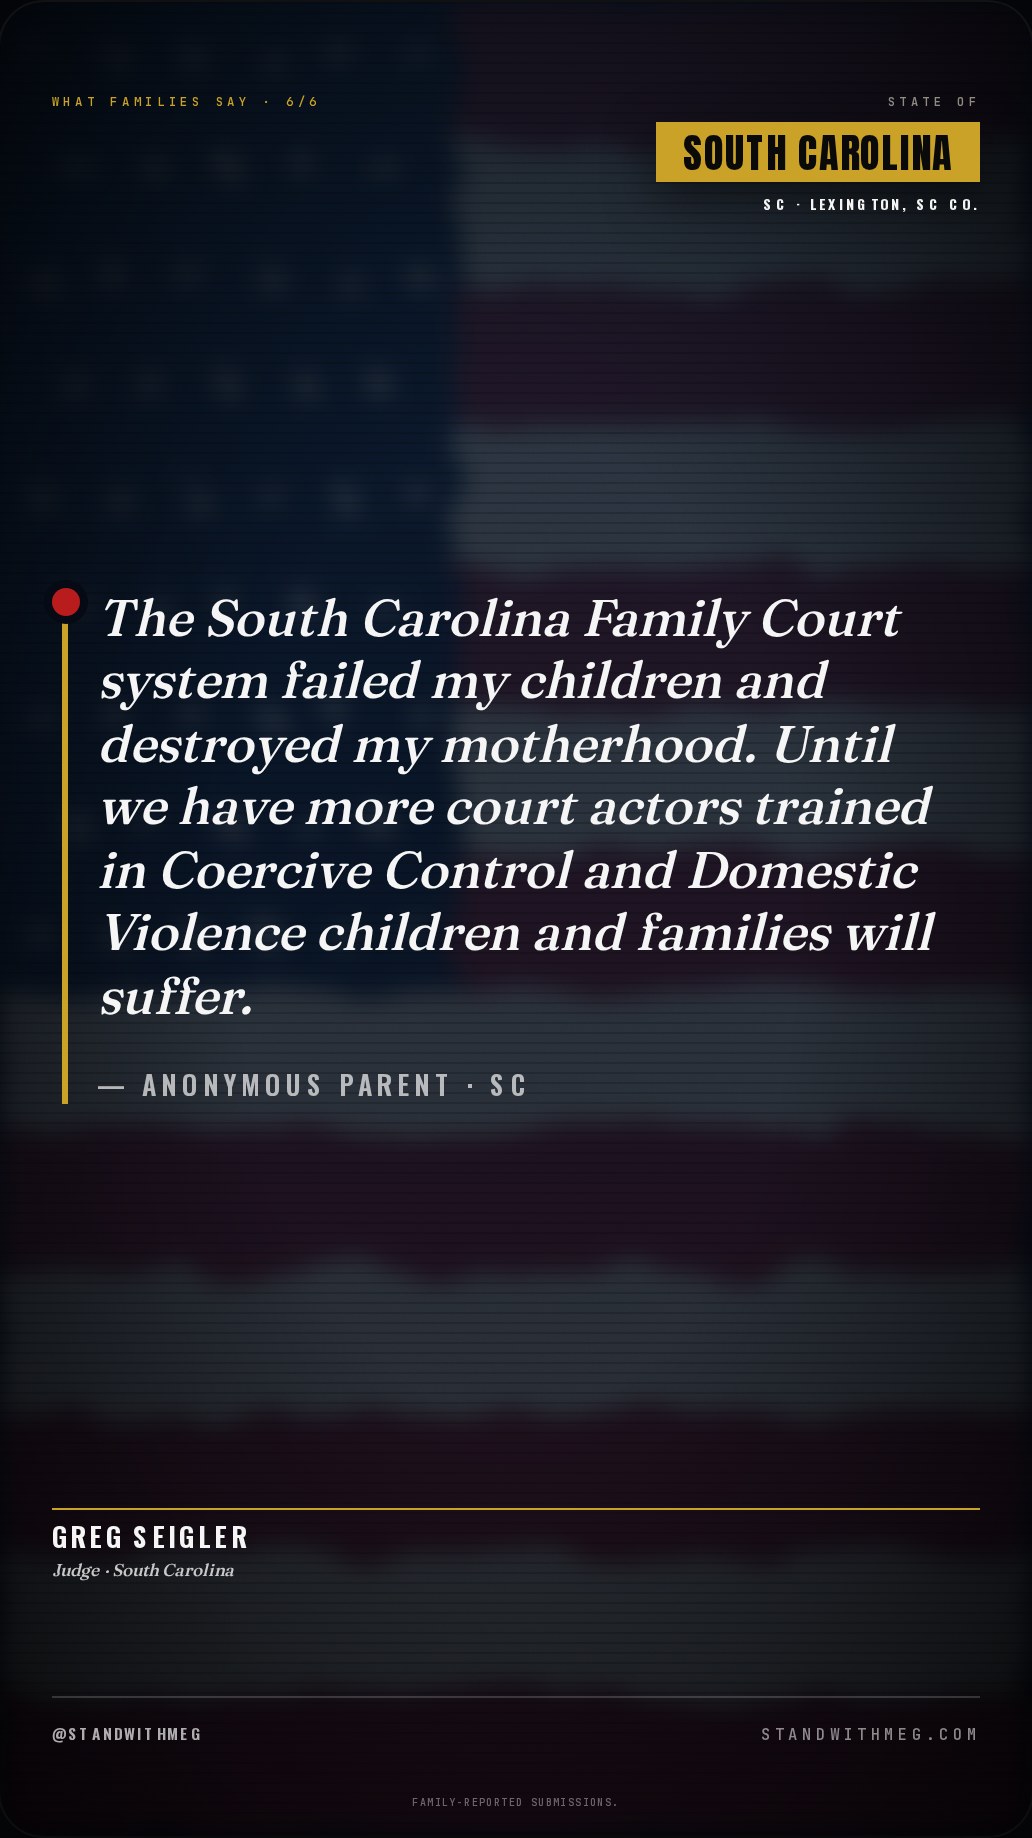 WHAT FAMILIES SAY · 6/6
STATE OF
SOUTH CAROLINA
SC · LEXINGTON, SC CO.
The South Carolina Family Court
system failed my children and
destroyed my motherhood. Until
we have more court actors trained
in Coercive Control and Domestic
Violence children and families will
suffer.
— ANONYMOUS PARENT · SC
GREG SEIGLER
Judge · South Carolina
@STANDWITHMEG
STANDWITHMEG.COM
FAMILY-REPORTED SUBMISSIONS.